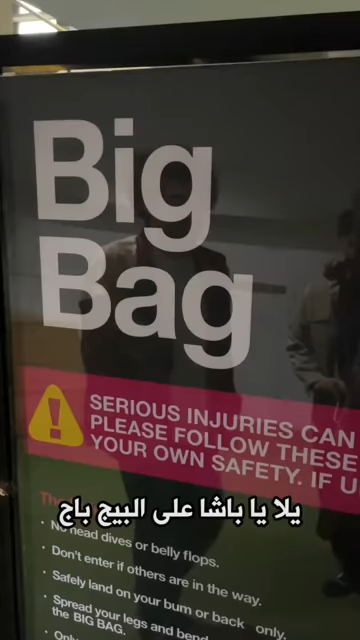 Big
Bag
SERIOUS INJURIES CAN
PLEASE FOLLOW THESE
YOUR OWN SAFETY. IF U
يلا يا باشا على البيج باج
• No head dives or belly flops.
• Don't enter if others are in the way.
• Safely land on your bum or back only.
• Spread your legs and bend
the BIG BAG.
• Only